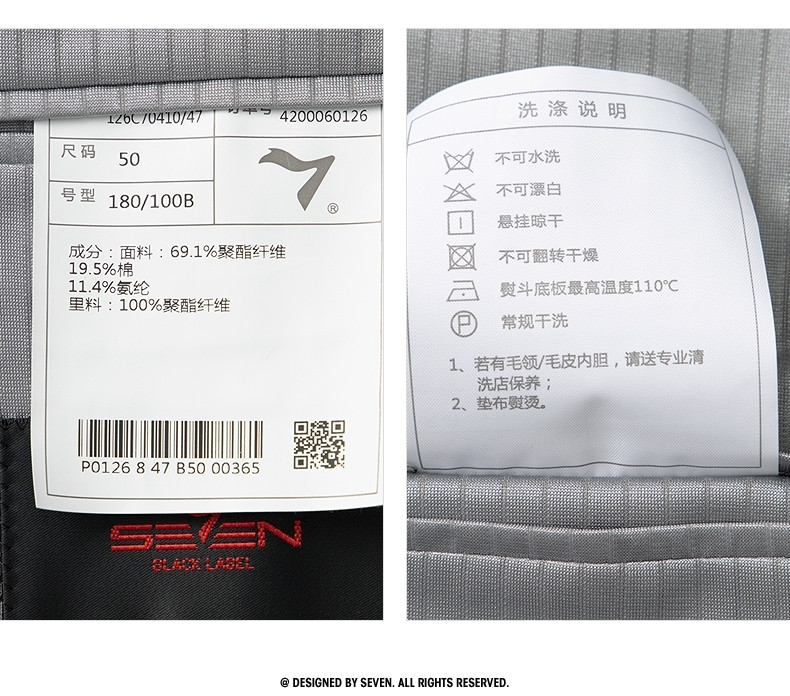 126C70410/47
订单号
4200060126
尺码
50
号型
180/100B
®
成分：面料：69.1%聚酯纤维
19.5%棉
11.4%氨纶
里料：100%聚酯纤维
P0126 8 47 B50 00365
SEVEN
BLACK LABEL
洗涤说明
不可水洗
不可漂白
悬挂晾干
不可翻转干燥
熨斗底板最高温度110℃
P
常规干洗
1、若有毛领/毛皮内胆，请送专业清
洗店保养；
2、垫布熨烫。
@ DESIGNED BY SEVEN. ALL RIGHTS RESERVED.